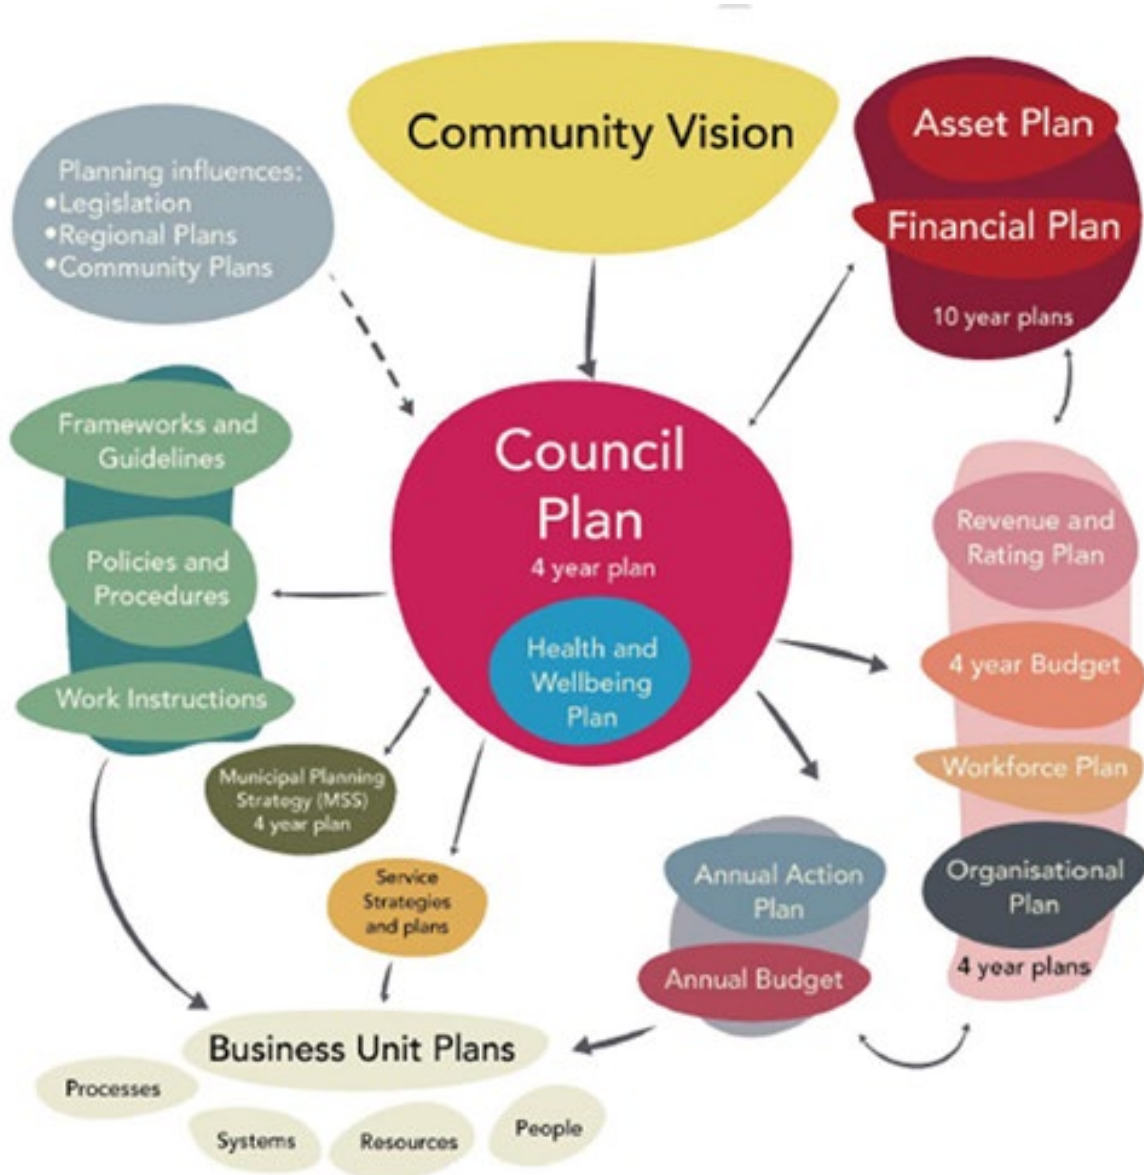 Community Vision
Asset Plan
Financial Plan
10 year plans
Planning influences:
•Legislation
•Regional Plans
•Community Plans
Frameworks and
Guidelines
Policies and
Procedures
Work Instructions
Council
Plan
4 year plan
Health and
Wellbeing
Plan
Revenue and
Rating Plan
4 year Budget
Workforce Plan
Organisational
Plan
4 year plans
Municipal Planning
Strategy (MSS)
4 year plan
Service
Strategies
and plans
Annual Action
Plan
Annual Budget
Business Unit Plans
Processes
Systems
Resources
People